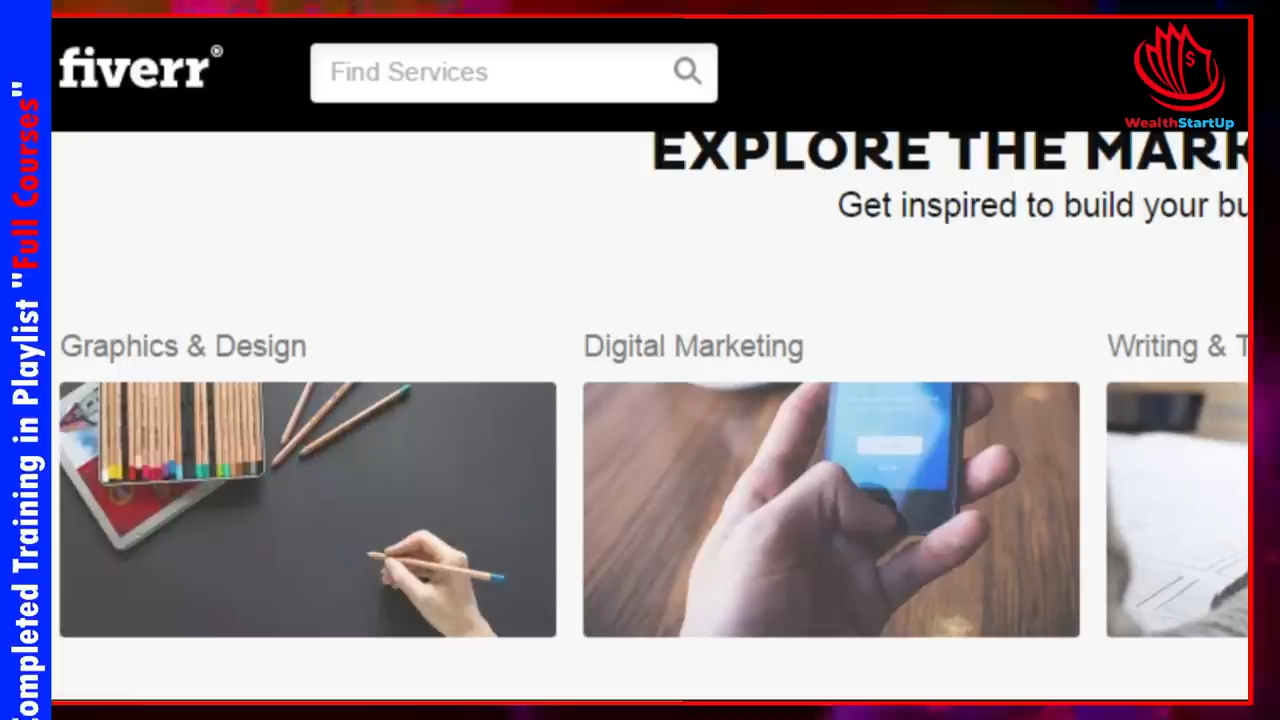 fiverr®
Find Services
WealthStartUp
EXPLORE THE MARK
Get inspired to build your bu
Graphics & Design
Digital Marketing
Writing & T
ompleted Training in Playlist "Full Courses"